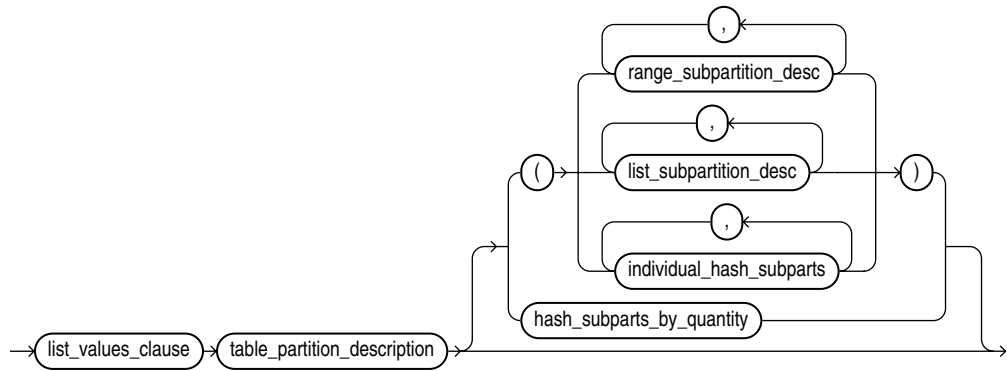 ,
range_subpartition_desc
,
( list_subpartition_desc )
,
individual_hash_subparts
hash_subparts_by_quantity
list_values_clause table_partition_description